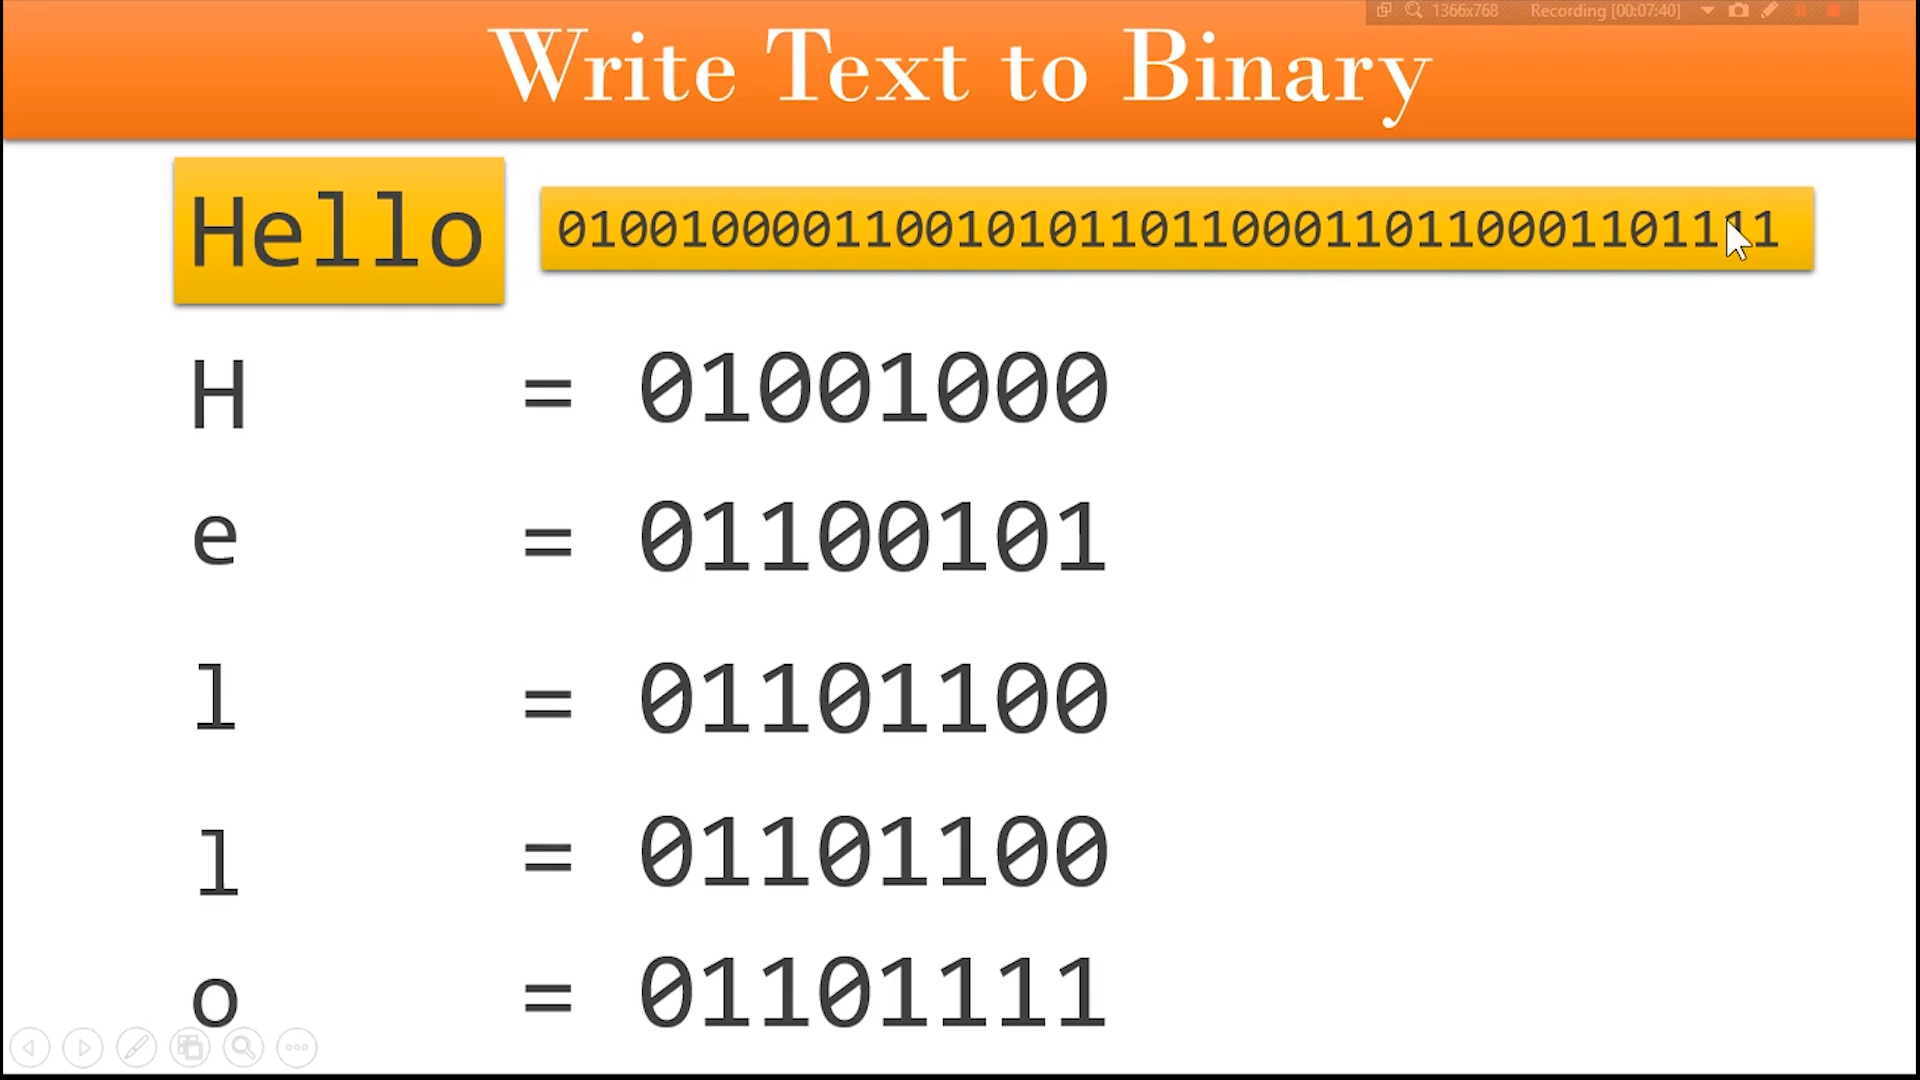 1366x768 Recording [00:07:40]
Write Text to Binary
Hello 0100100001100101011011000110110001101111
H = 01001000
e = 01100101
l = 01101100
l = 01101100
o = 01101111